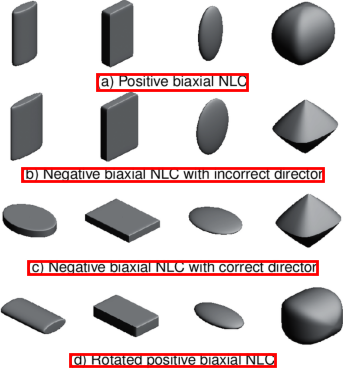 a) Positive biaxial NLC
b) Negative biaxial NLC with incorrect director
c) Negative biaxial NLC with correct director
d) Rotated positive biaxial NLC